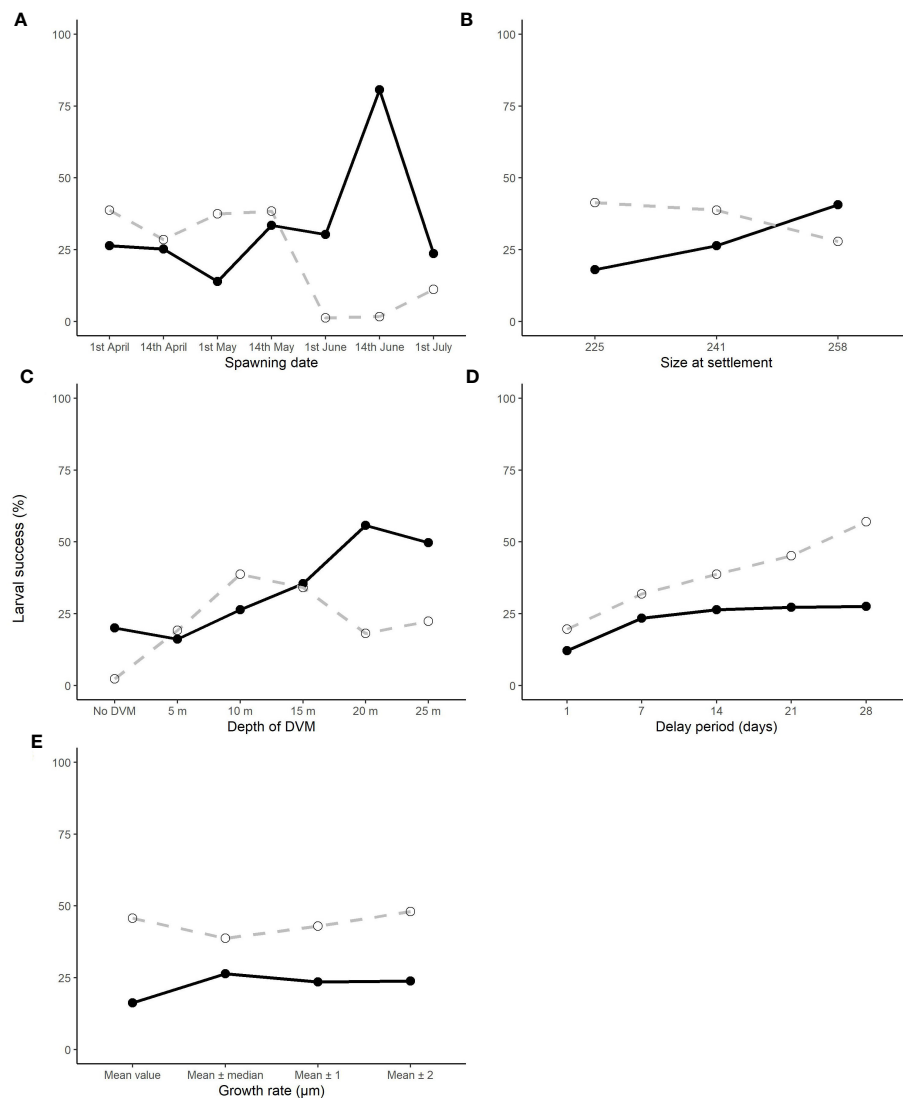 A
100
75
50
25
0
1st April 14th April 1st May 14th May 1st June 14th June 1st July
Spawning date
B
100
75
50
25
0
225 241 258
Size at settlement
Larval success (%)
C
100
75
50
25
0
No DVM 5 m 10 m 15 m 20 m 25 m
Depth of DVM
D
100
75
50
25
0
1 7 14 21 28
Delay period (days)
E
100
75
50
25
0
Mean value Mean ± median Mean ± 1 Mean ± 2
Growth rate (µm)